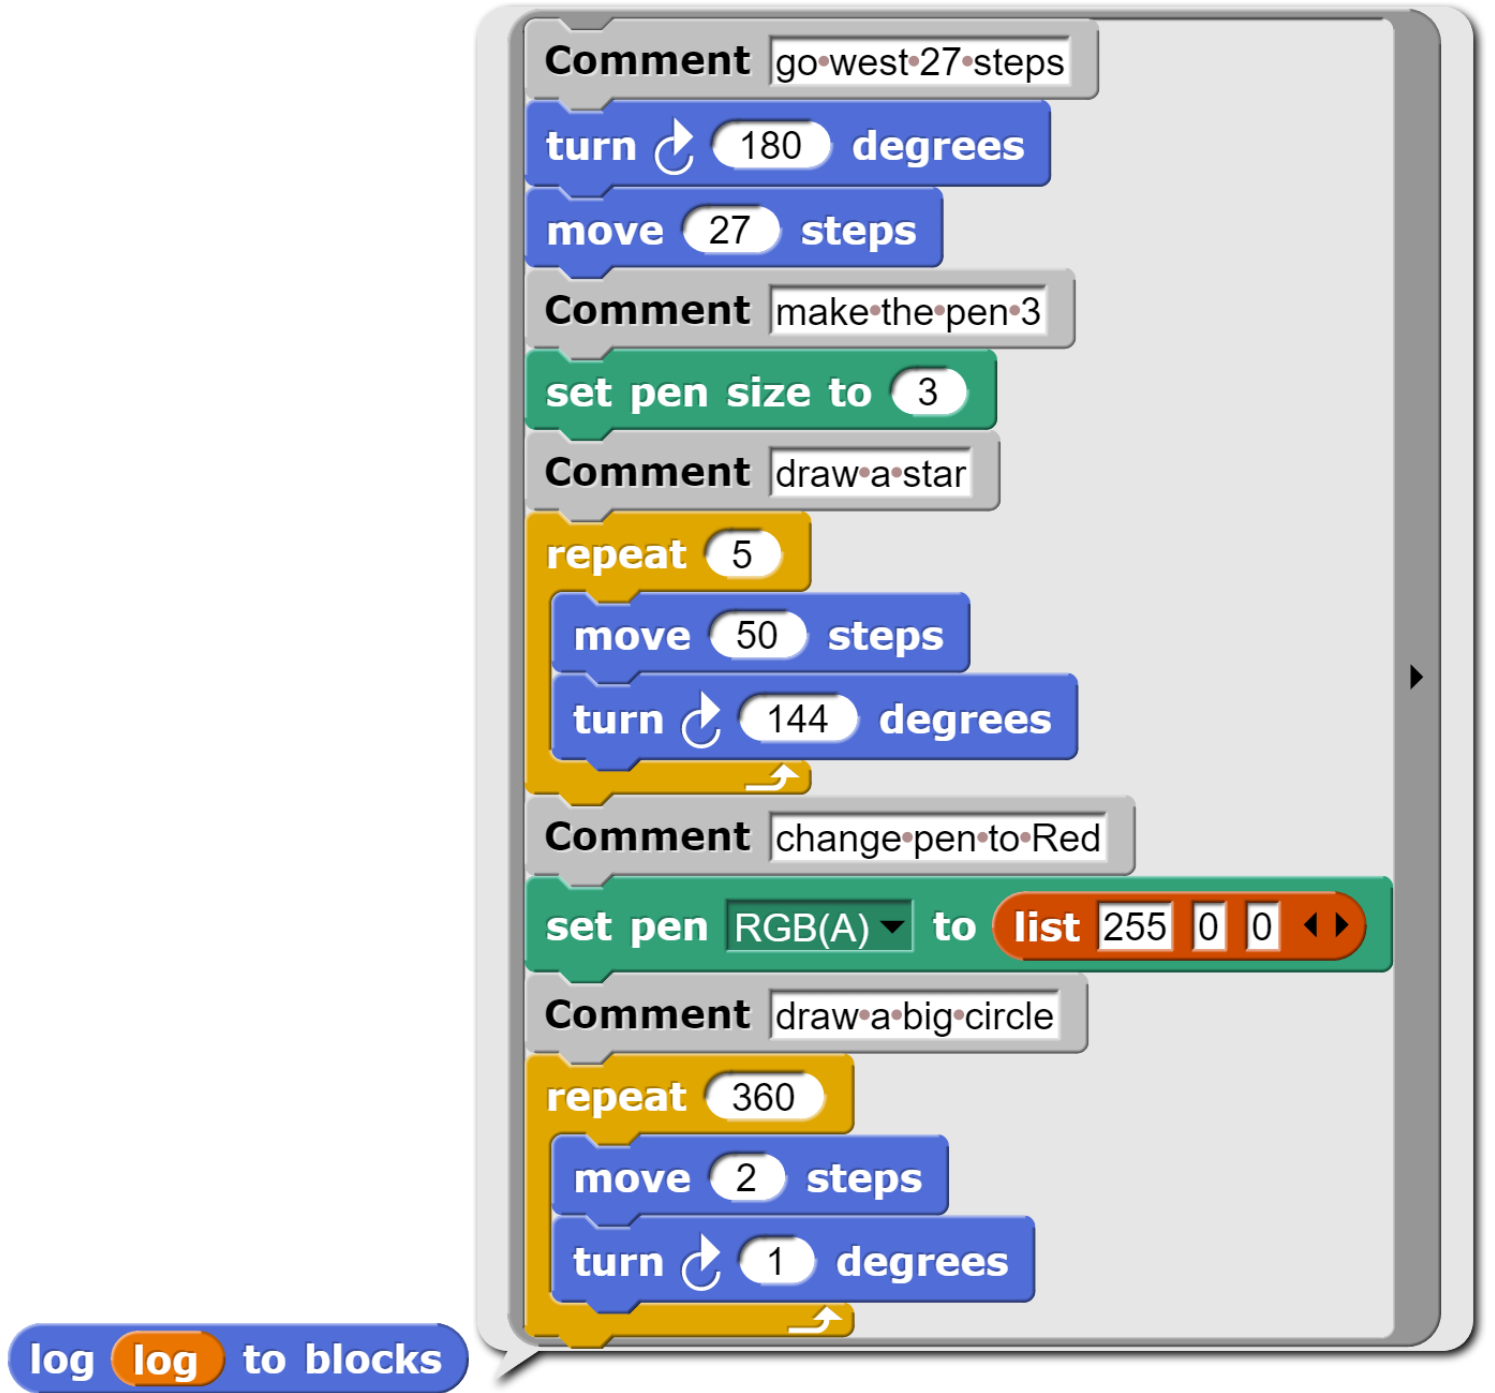 Comment go west 27 steps
turn 180 degrees
move 27 steps
Comment make the pen 3
set pen size to 3
Comment draw a star
repeat 5
move 50 steps
turn 144 degrees
Comment change pen to Red
set pen RGB(A) to list 255 0 0
Comment draw a big circle
repeat 360
move 2 steps
turn 1 degrees
log log to blocks